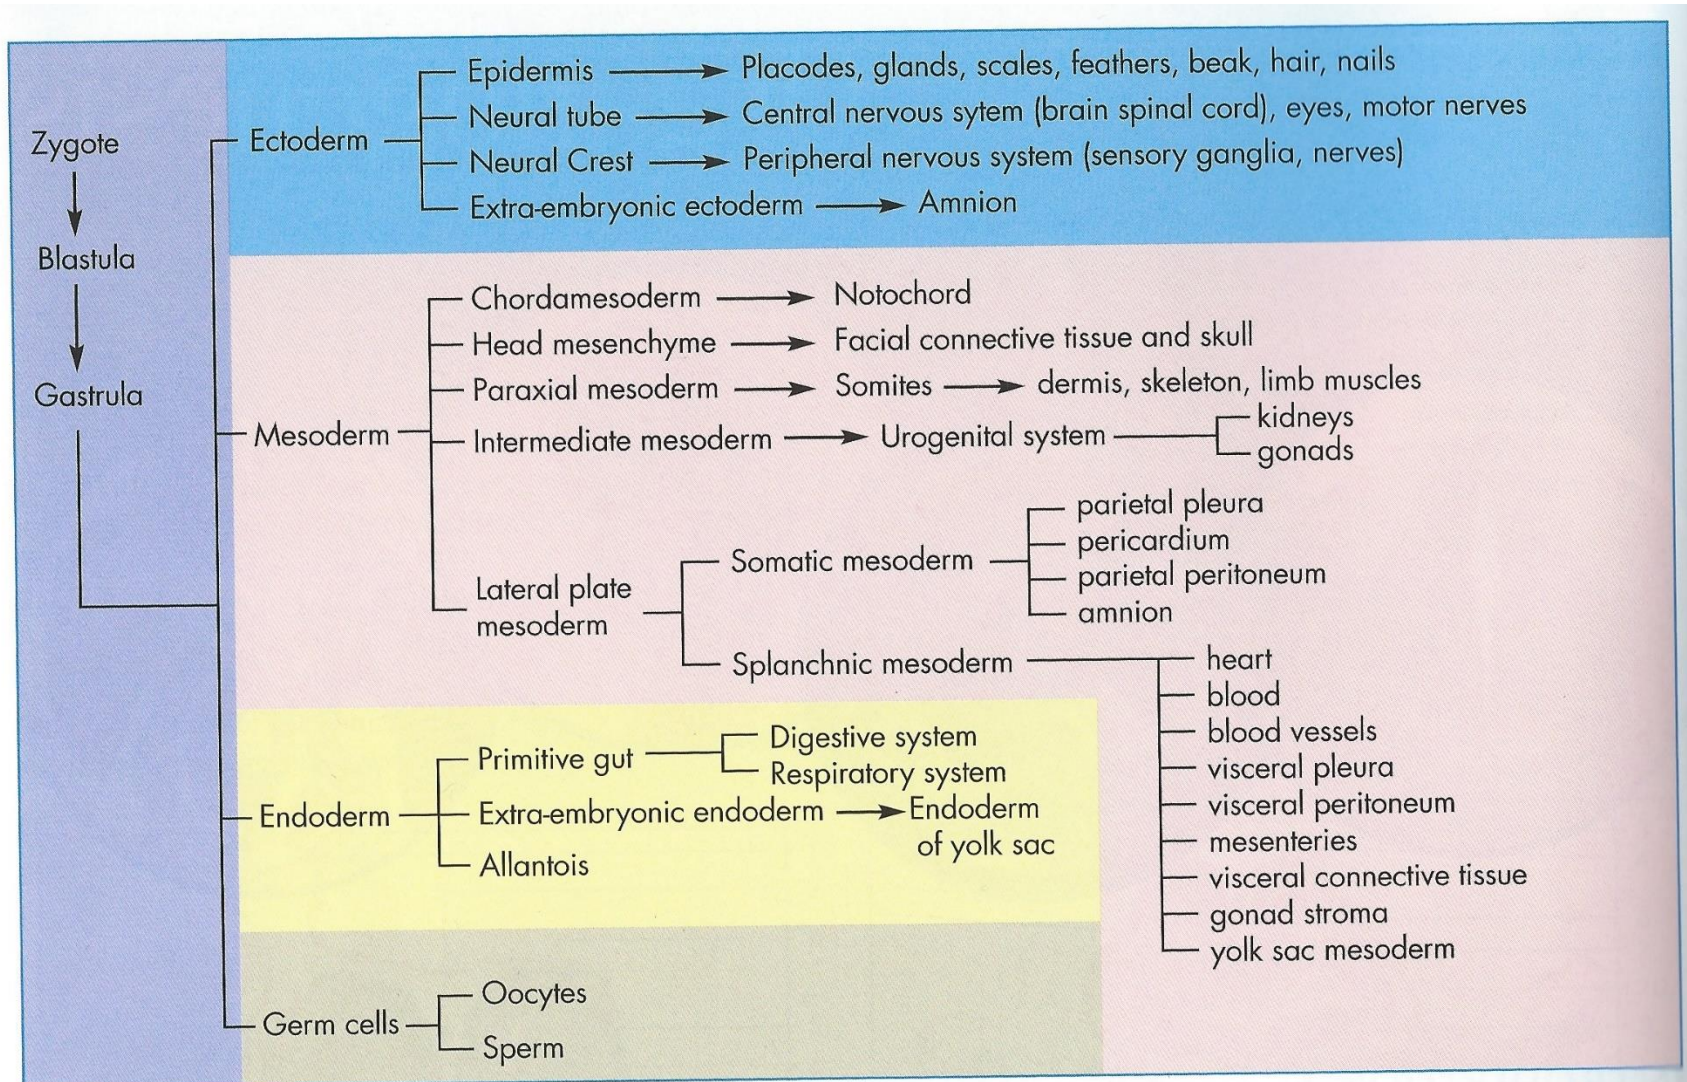 Zygote
Blastula
Gastrula
Ectoderm
Epidermis
Placodes, glands, scales, feathers, beak, hair, nails
Neural tube
Central nervous sytem (brain spinal cord), eyes, motor nerves
Neural Crest
Peripheral nervous system (sensory ganglia, nerves)
Extra-embryonic ectoderm
Amnion
Mesoderm
Chordamesoderm
Notochord
Head mesenchyme
Facial connective tissue and skull
Paraxial mesoderm
Somites
dermis, skeleton, limb muscles
Intermediate mesoderm
Urogenital system
kidneys
gonads
Lateral plate
mesoderm
Somatic mesoderm
parietal pleura
pericardium
parietal peritoneum
amnion
Splanchnic mesoderm
heart
blood
blood vessels
visceral pleura
visceral peritoneum
mesenteries
visceral connective tissue
gonad stroma
yolk sac mesoderm
Endoderm
Primitive gut
Digestive system
Respiratory system
Extra-embryonic endoderm
Endoderm
of yolk sac
Allantois
Germ cells
Oocytes
Sperm